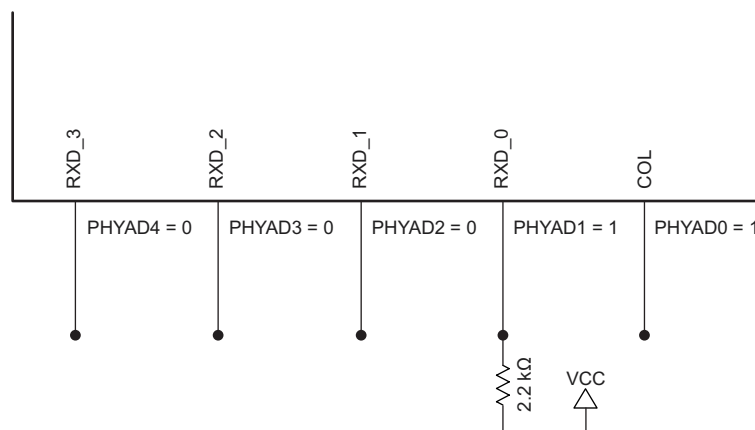 RXD_3
RXD_2
RXD_1
RXD_0
COL
PHYAD4 = 0
PHYAD3 = 0
PHYAD2 = 0
PHYAD1 = 1
PHYAD0 = 1
2.2 kΩ
VCC